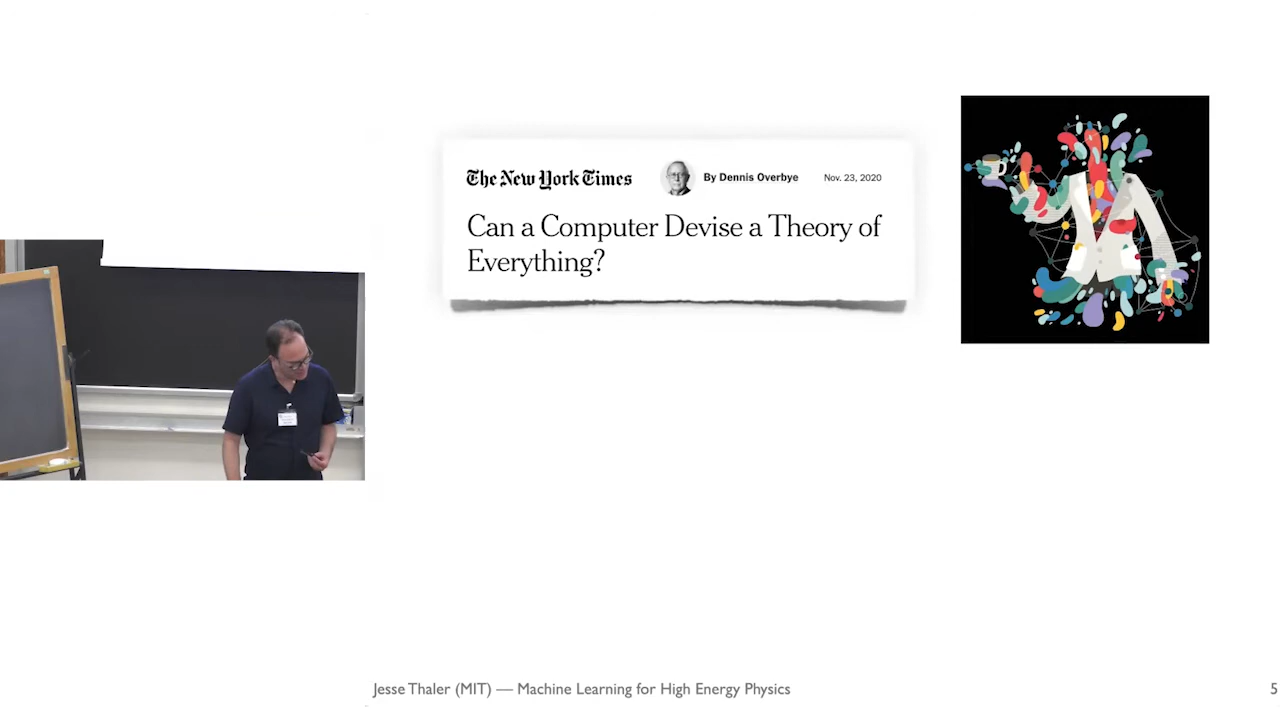 The New York Times
By Dennis Overbye
Nov. 23, 2020
Can a Computer Devise a Theory of
Everything?
Jesse Thaler (MIT) — Machine Learning for High Energy Physics
5